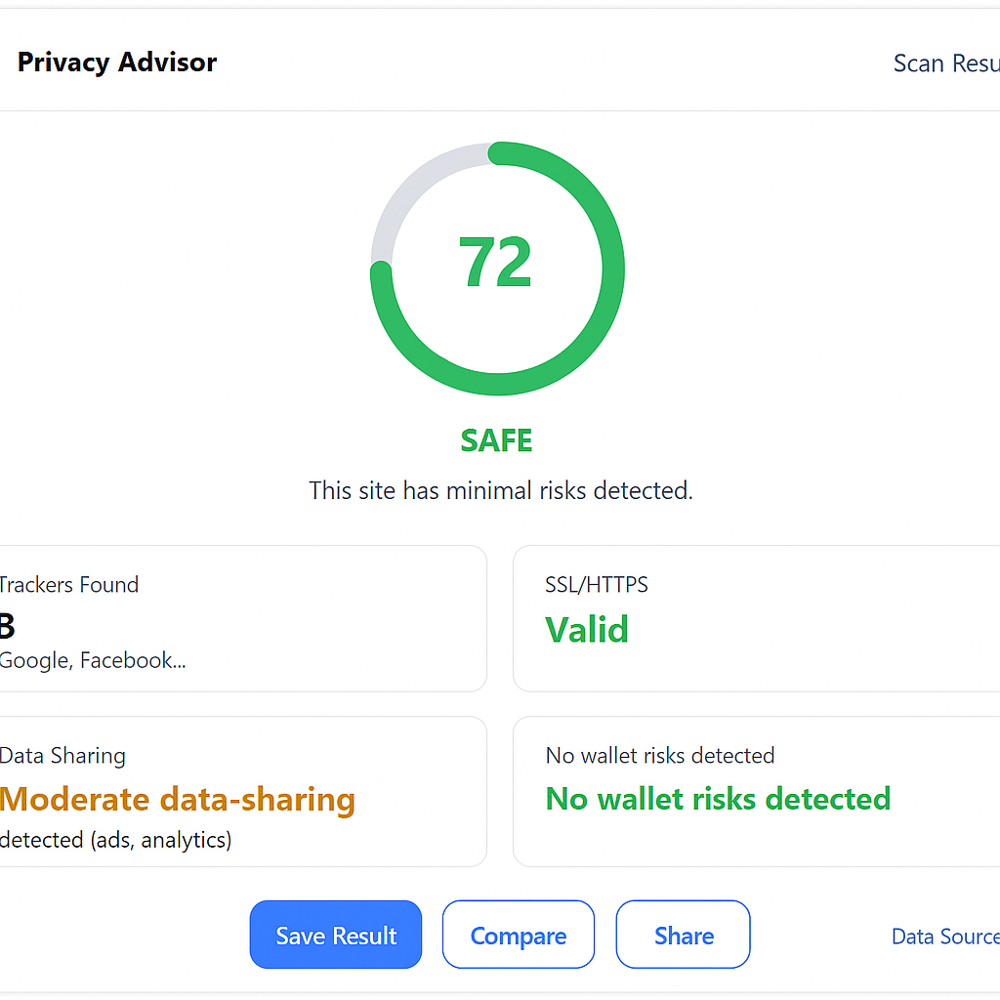 Privacy Advisor
Scan Resu
72
SAFE
This site has minimal risks detected.
Trackers Found
B
Google, Facebook...
SSL/HTTPS
Valid
Data Sharing
Moderate data-sharing
detected (ads, analytics)
No wallet risks detected
No wallet risks detected
Save Result
Compare
Share
Data Source